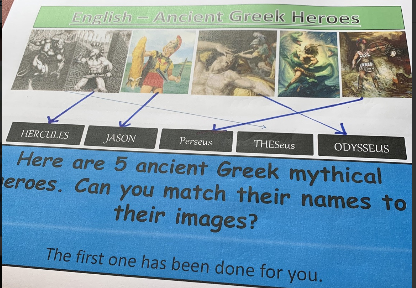 English – Ancient Greek Heroes
HERCULES
JASON
Perseus
THESeus
ODYSSEUS
Here are 5 ancient Greek mythical
eroes. Can you match their names to
their images?
The first one has been done for you.